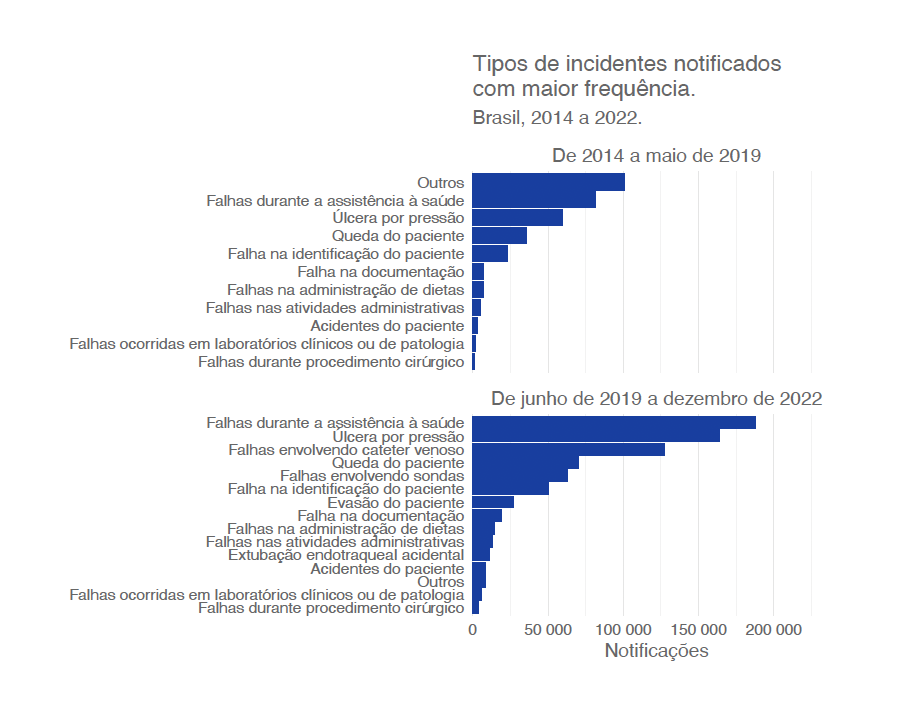 Tipos de incidentes notificados
com maior frequência.
Brasil, 2014 a 2022.
De 2014 a maio de 2019
Outros
Falhas durante a assistência à saúde
Úlcera por pressão
Queda do paciente
Falha na identificação do paciente
Falha na documentação
Falhas na administração de dietas
Falhas nas atividades administrativas
Acidentes do paciente
Falhas ocorridas em laboratórios clínicos ou de patologia
Falhas durante procedimento cirúrgico
De junho de 2019 a dezembro de 2022
Falhas durante a assistência à saúde
Úlcera por pressão
Falhas envolvendo cateter venoso
Queda do paciente
Falhas envolvendo sondas
Falha na identificação do paciente
Evasão do paciente
Falha na documentação
Falhas na administração de dietas
Falhas nas atividades administrativas
Extubação endotraqueal acidental
Acidentes do paciente
Outros
Falhas ocorridas em laboratórios clínicos ou de patologia
Falhas durante procedimento cirúrgico
0 50 000 100 000 150 000 200 000
Notificações